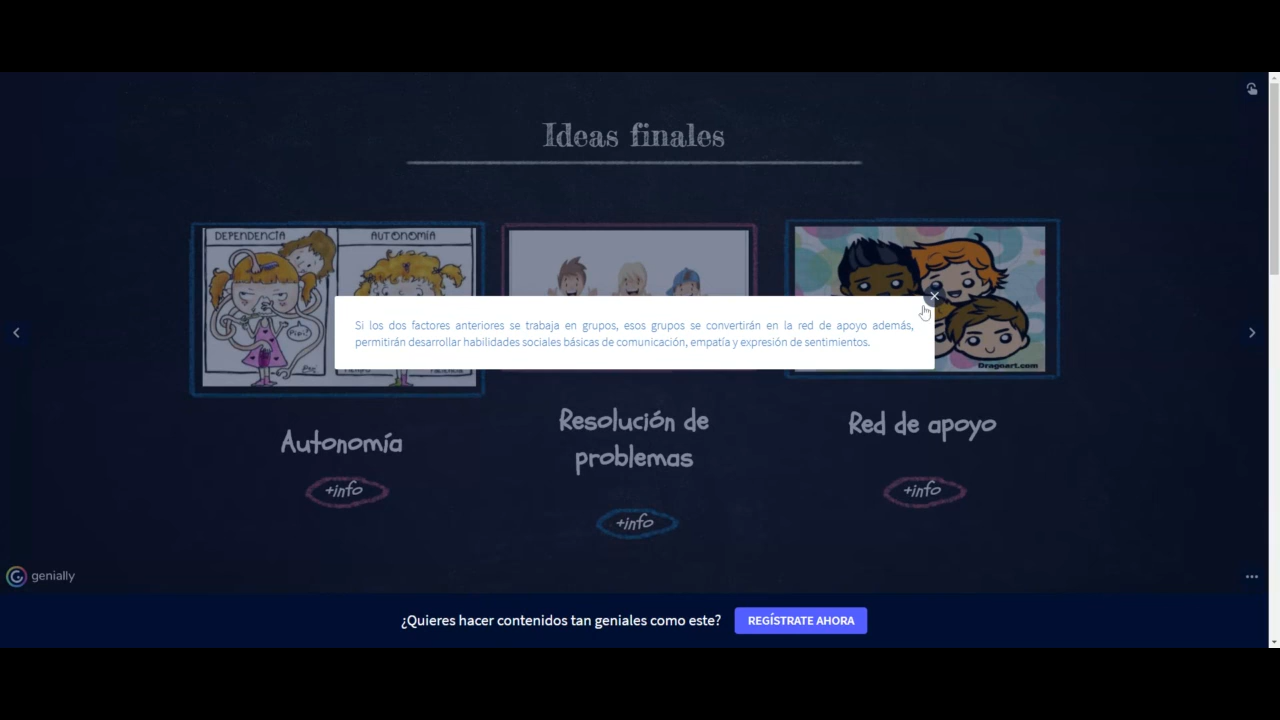 Ideas finales
DEPENDENCIA
AUTONOMÍA
Si los dos factores anteriores se trabaja en grupos, esos grupos se convertirán en la red de apoyo además,
permitirán desarrollar habilidades sociales básicas de comunicación, empatía y expresión de sentimientos.
Dragoart.com
Autonomía
Resolución de
problemas
Red de apoyo
+info
+info
+info
genially
¿Quieres hacer contenidos tan geniales como este?
REGÍSTRATE AHORA